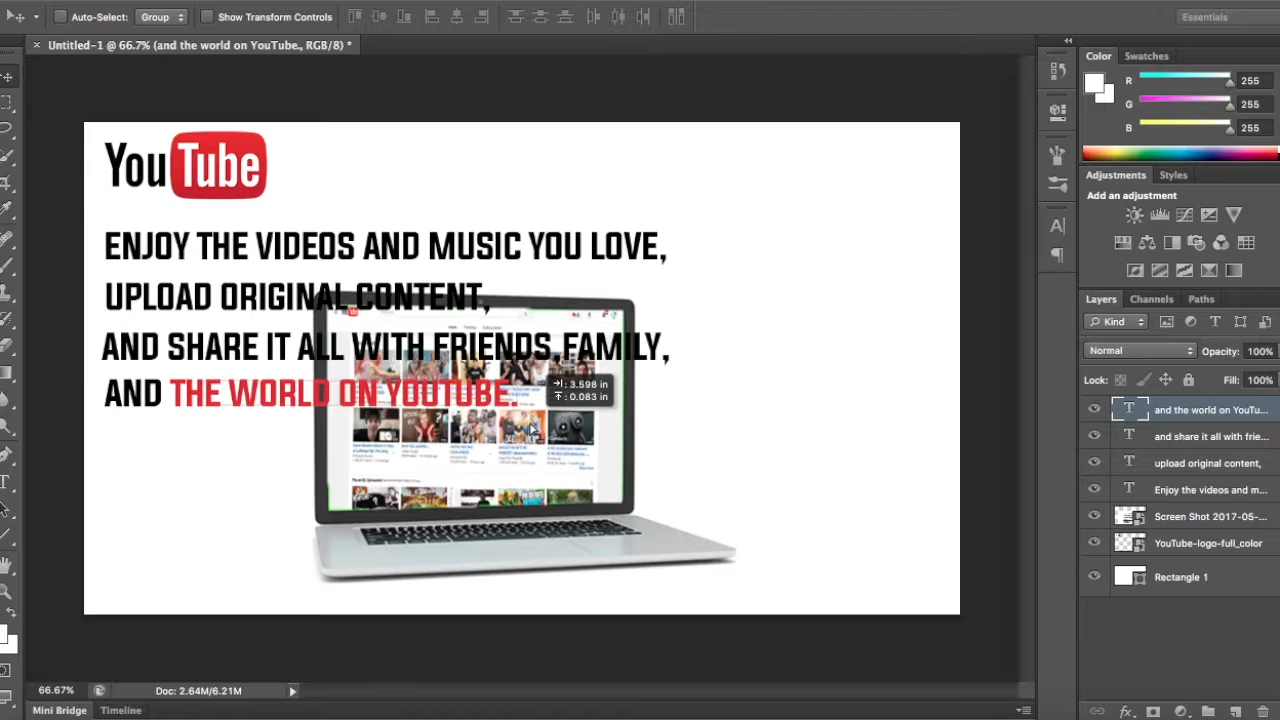 Auto-Select: Group Show Transform Controls Essentials
× Untitled-1 @ 66.7% (and the world on YouTube., RGB/8) *
Color Swatches
R 255
G 255
B 255
Adjustments Styles
Add an adjustment
YouTube
ENJOY THE VIDEOS AND MUSIC YOU LOVE,
UPLOAD ORIGINAL CONTENT,
AND SHARE IT ALL WITH FRIENDS, FAMILY,
AND THE WORLD ON YOUTUBE.
: 3.598 in
: 0.083 in
Layers Channels Paths
Kind
Normal Opacity: 100%
Lock: Fill: 100%
T and the world on YouTu...
T and share it all with frie...
T upload original content,
T Enjoy the videos and m...
Screen Shot 2017-05-...
YouTube-logo-full_color
Rectangle 1
66.67% Doc: 2.64M/6.21M
Mini Bridge Timeline
fx